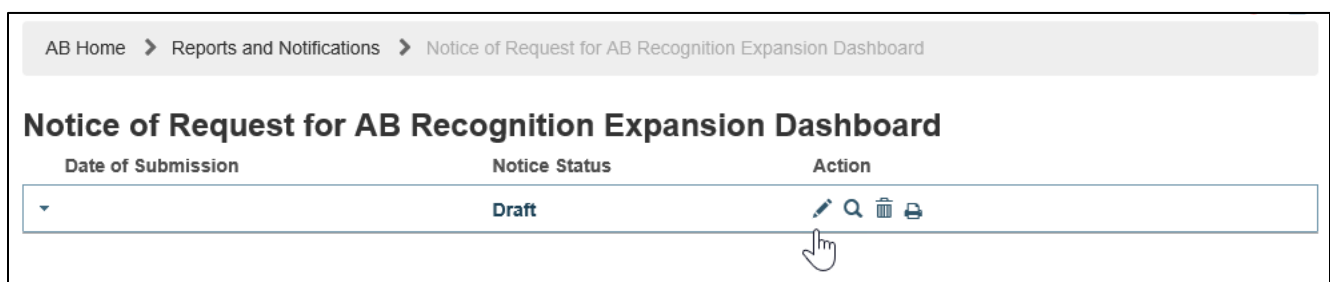 AB Home > Reports and Notifications > Notice of Request for AB Recognition Expansion Dashboard
Notice of Request for AB Recognition Expansion Dashboard
Date of Submission Notice Status Action
Draft